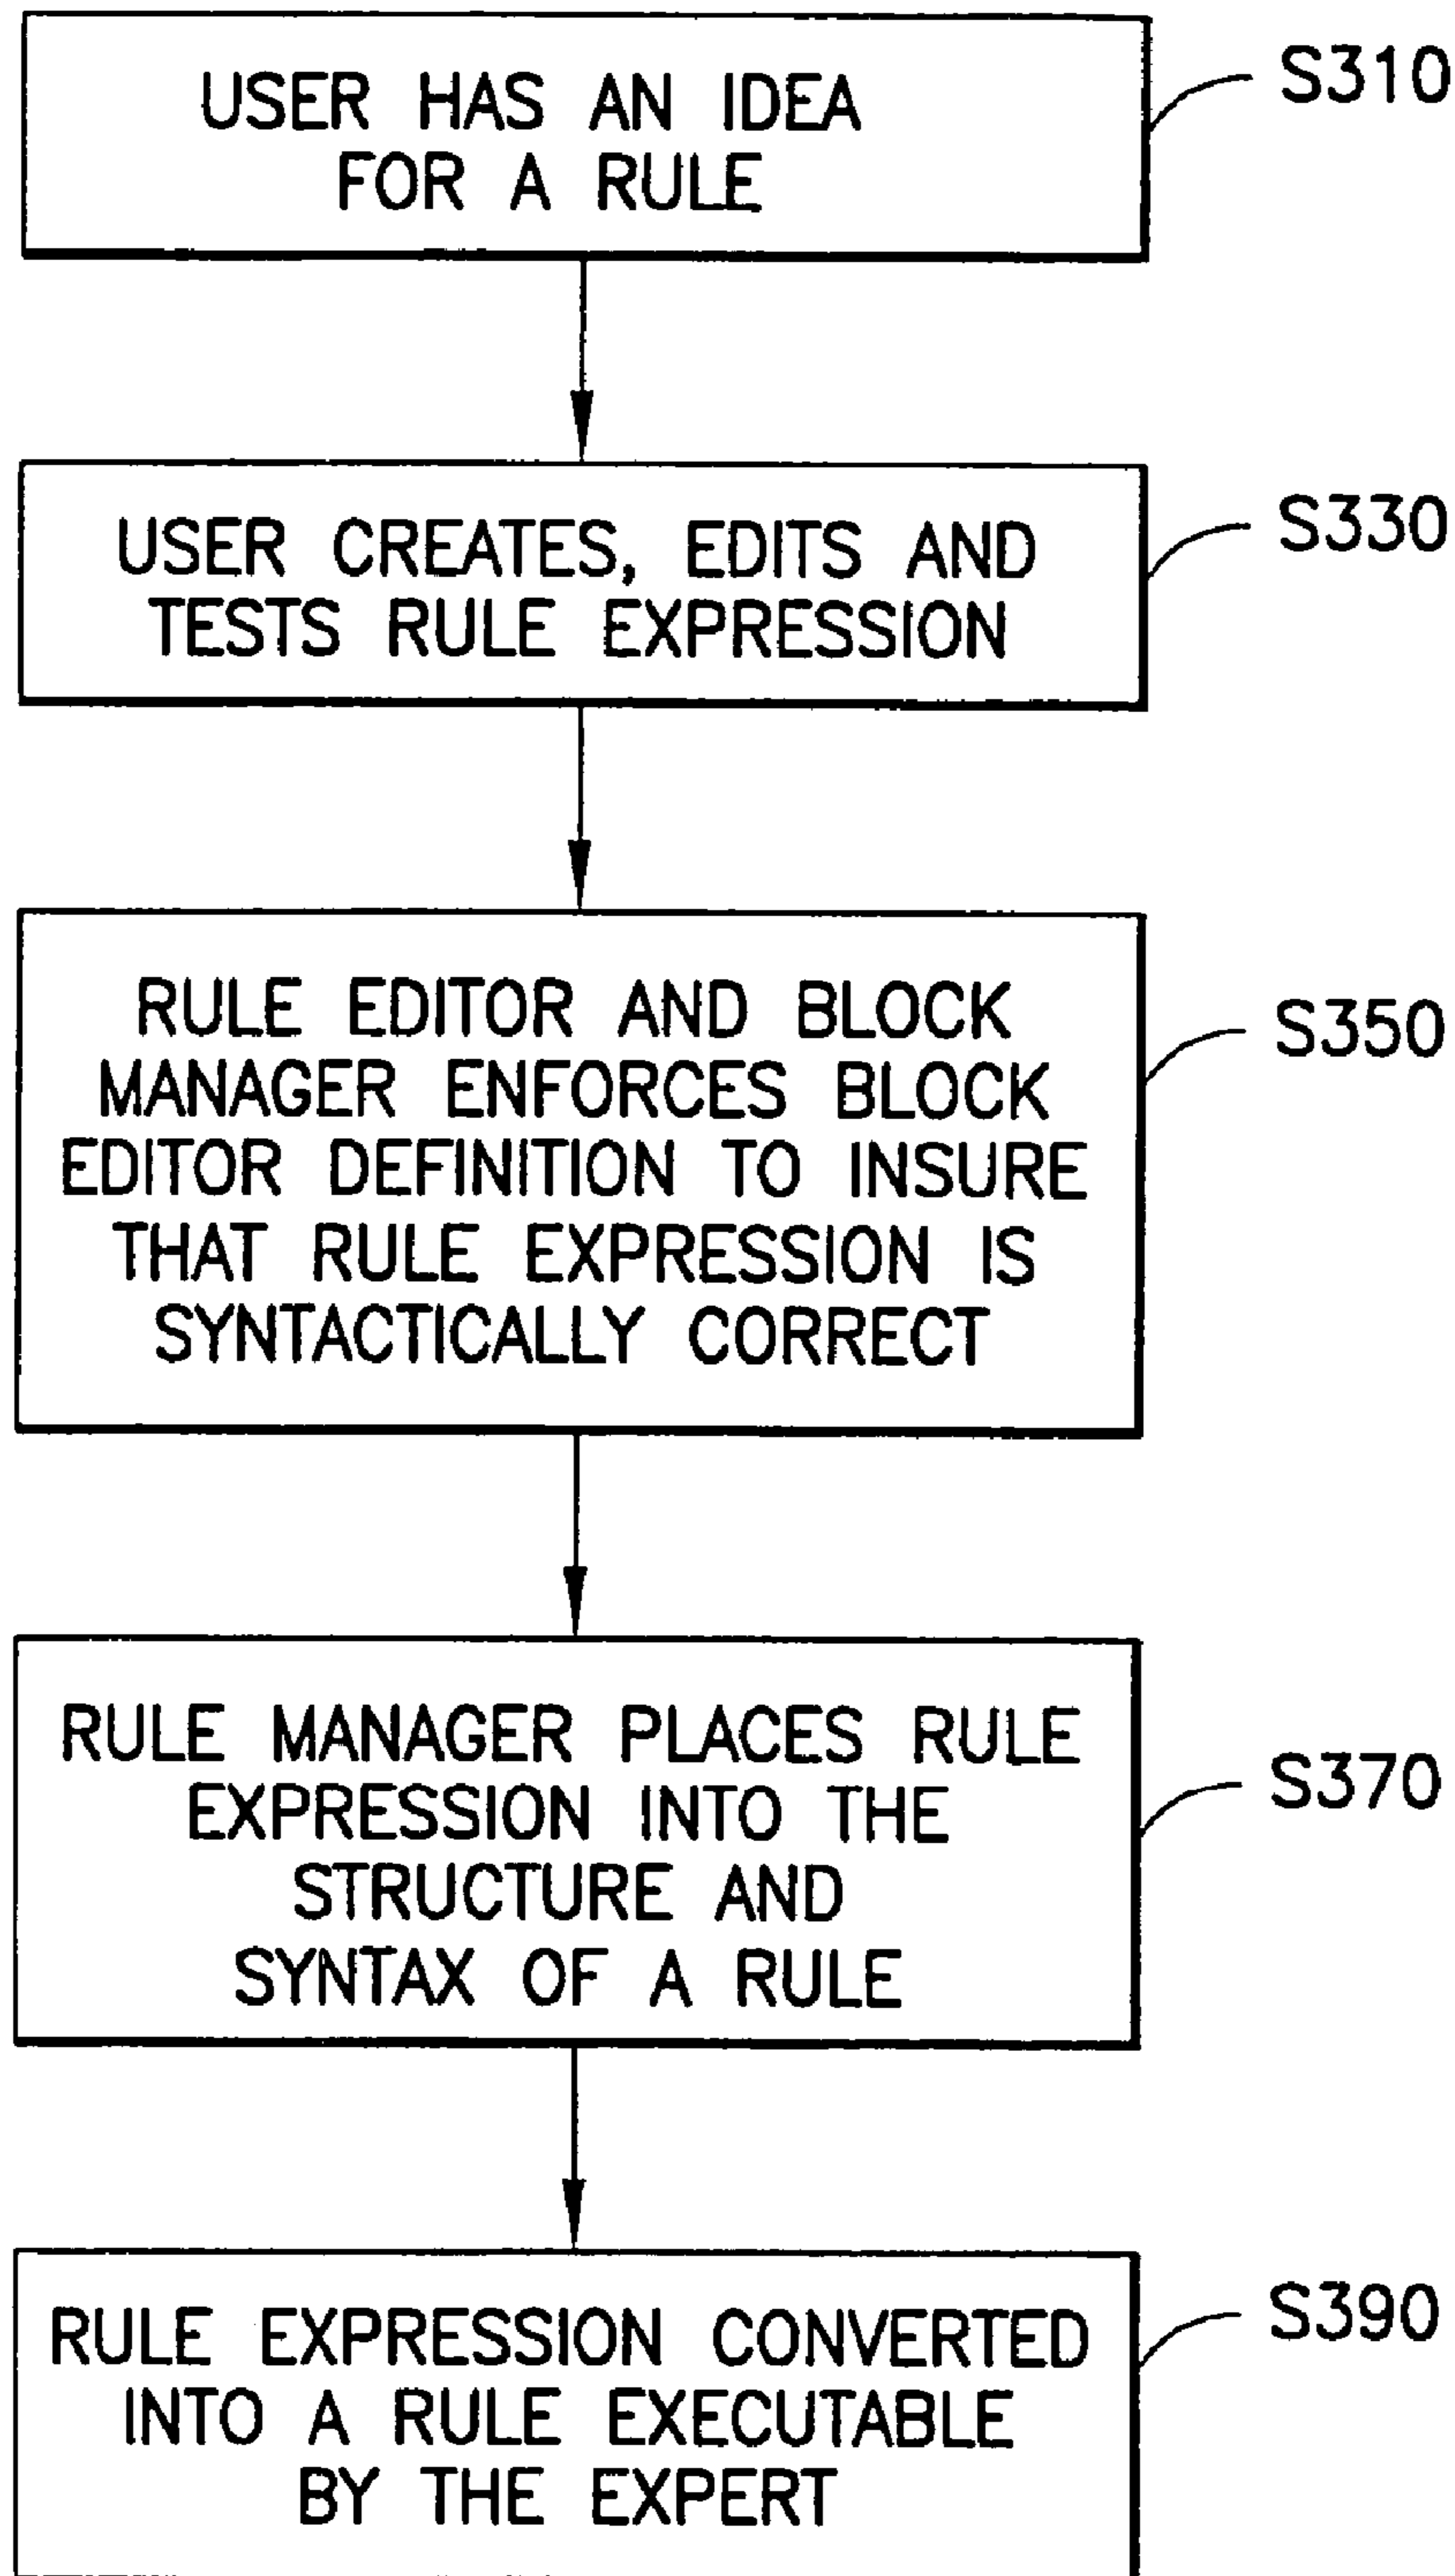 USER HAS AN IDEA
FOR A RULE
S310
USER CREATES, EDITS AND
TESTS RULE EXPRESSION
S330
RULE EDITOR AND BLOCK
MANAGER ENFORCES BLOCK
EDITOR DEFINITION TO INSURE
THAT RULE EXPRESSION IS
SYNTACTICALLY CORRECT
S350
RULE MANAGER PLACES RULE
EXPRESSION INTO THE
STRUCTURE AND
SYNTAX OF A RULE
S370
RULE EXPRESSION CONVERTED
INTO A RULE EXECUTABLE
BY THE EXPERT
S390